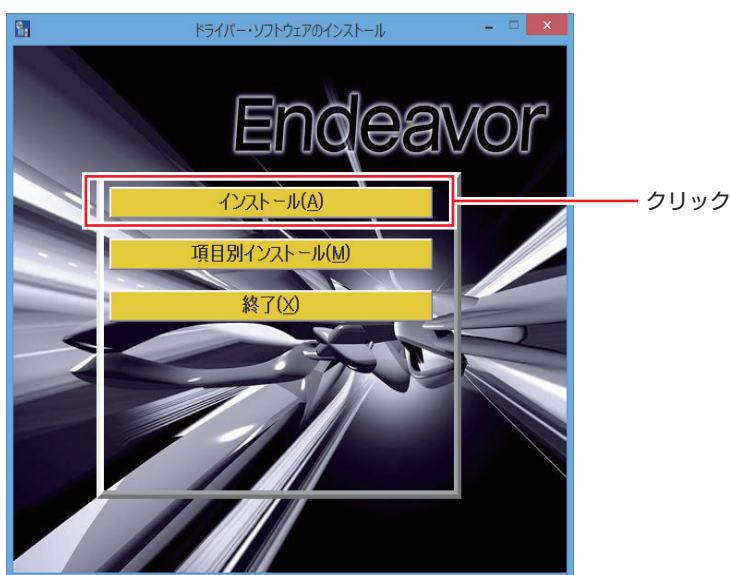 ドライバー・ソフトウェアのインストール
Endeavor
インストール(A)
クリック
項目別インストール(M)
終了(X)